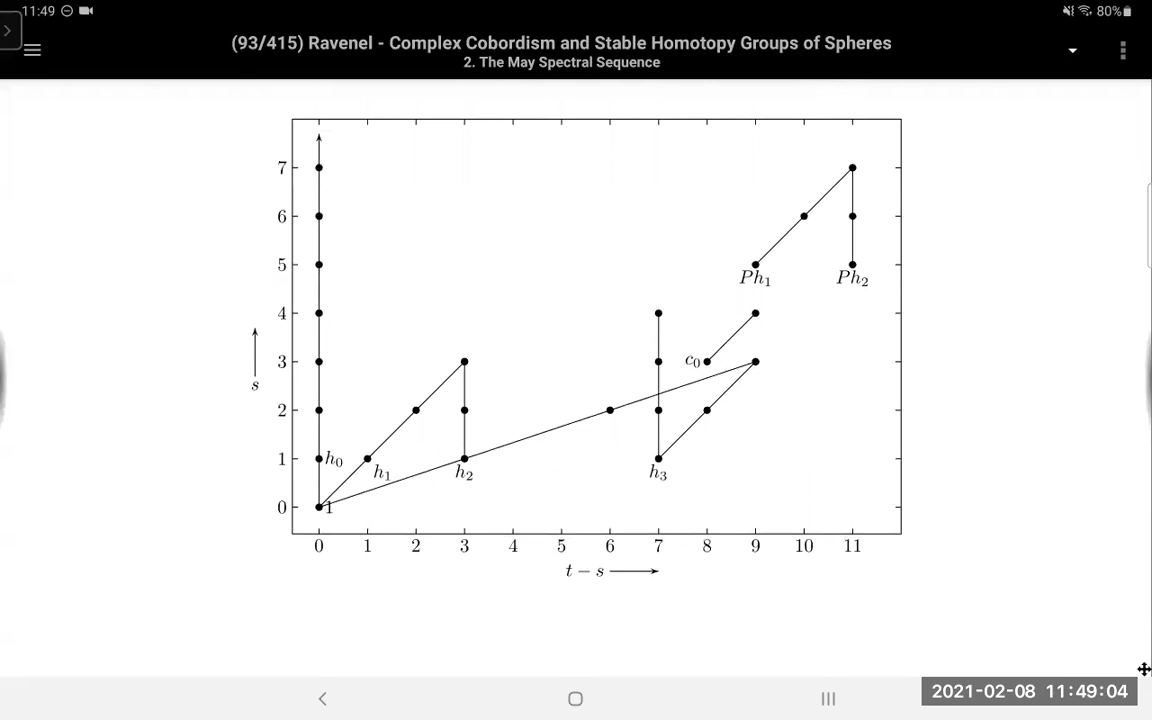 11:49
80%
(93/415) Ravenel - Complex Cobordism and Stable Homotopy Groups of Spheres
2. The May Spectral Sequence
7
6
5
Ph₁
Ph₂
4
3
c₀
s
2
1
h₀
h₁
h₂
h₃
0
1
0 1 2 3 4 5 6 7 8 9 10 11
t − s
2021-02-08 11:49:04